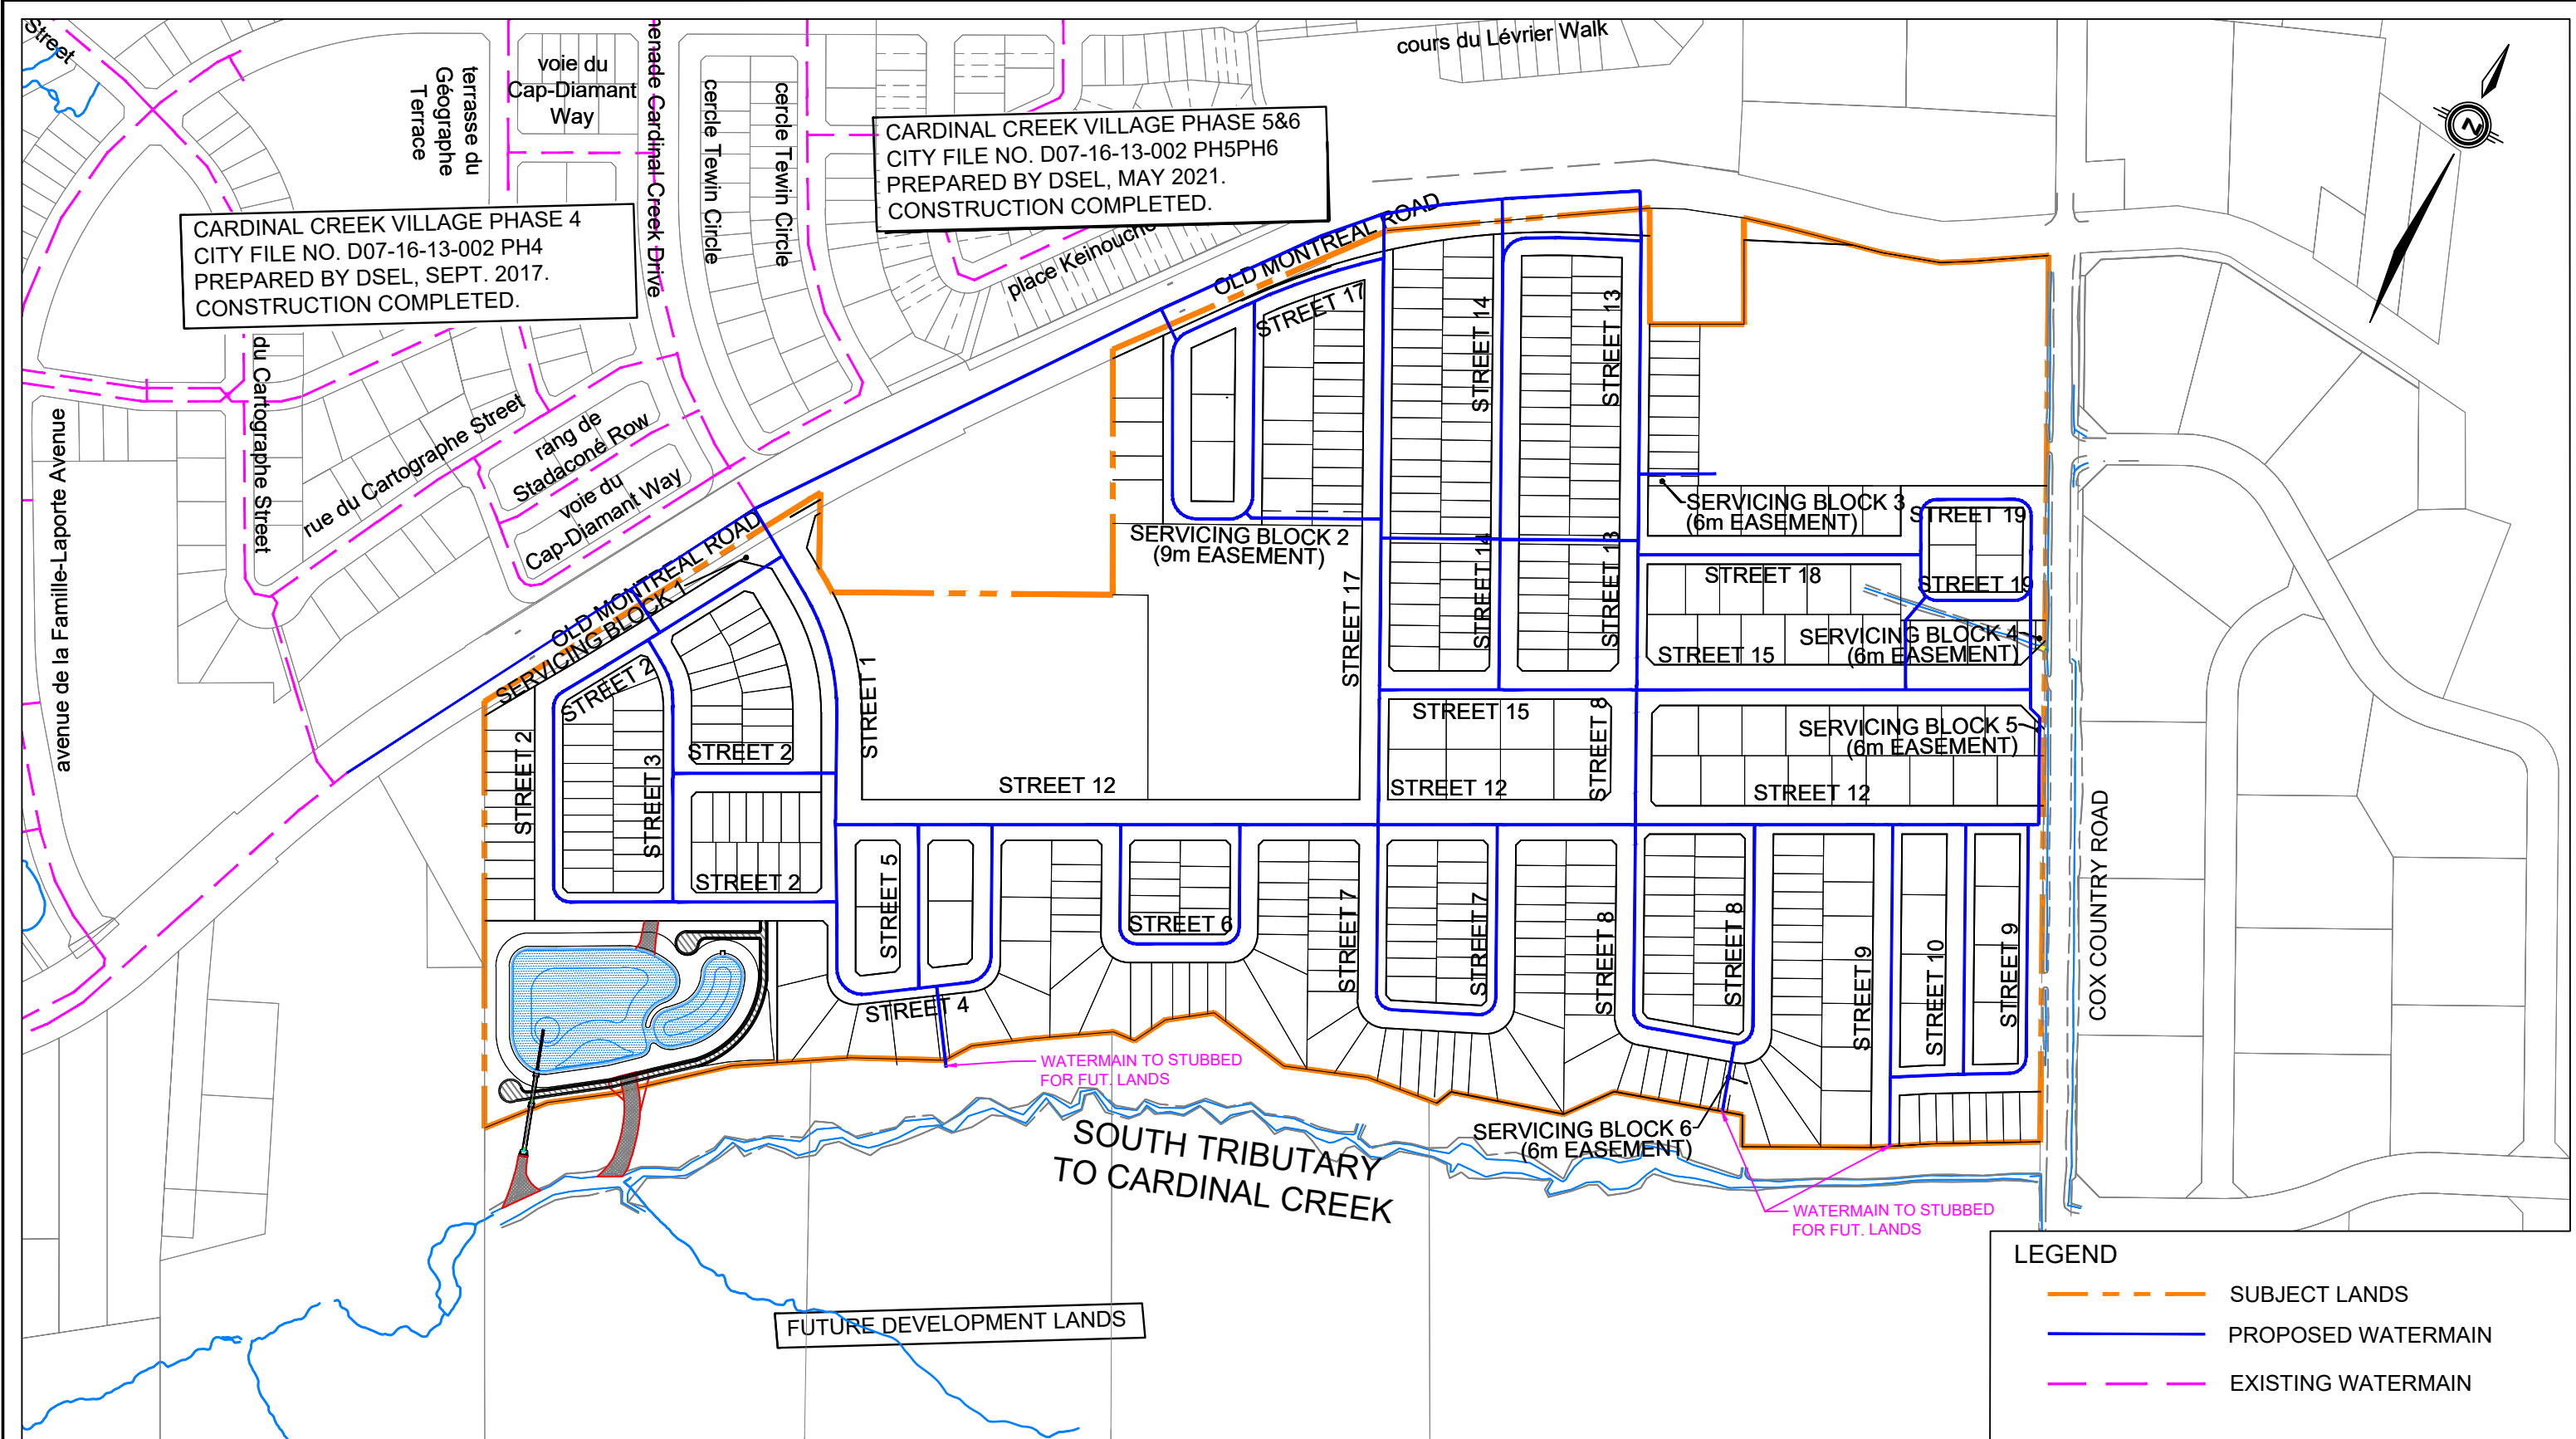 Street
terrasse du
Géographe
Terrace
voie du
Cap-Diamant
Way
nenade Cardinal Creek Drive
cercle Tewin Circle
cercle Tewin Circle
cours du Lévrier Walk
CARDINAL CREEK VILLAGE PHASE 5&6
CITY FILE NO. D07-16-13-002 PH5PH6
PREPARED BY DSEL, MAY 2021.
CONSTRUCTION COMPLETED.
CARDINAL CREEK VILLAGE PHASE 4
CITY FILE NO. D07-16-13-002 PH4
PREPARED BY DSEL, SEPT. 2017.
CONSTRUCTION COMPLETED.
N
place Keinouche
OLD MONTREAL ROAD
STREET 17
STREET 14
STREET 13
du Cartographe Street
avenue de la Famille-Laporte Avenue
rue du Cartographe Street
rang de
Stadaconé Row
voie du
Cap-Diamant Way
OLD MONTREAL ROAD
SERVICING BLOCK 1
SERVICING BLOCK 2
(9m EASEMENT)
SERVICING BLOCK 3
(6m EASEMENT)
STREET 19
STREET 19
STREET 18
STREET 14
STREET 13
STREET 17
STREET 15
SERVICING BLOCK 4
(6m EASEMENT)
STREET 2
STREET 1
STREET 2
STREET 3
STREET 2
STREET 2
STREET 12
STREET 15
STREET 12
STREET 8
SERVICING BLOCK 5
(6m EASEMENT)
STREET 12
COX COUNTRY ROAD
STREET 5
STREET 6
STREET 7
STREET 7
STREET 8
STREET 8
STREET 9
STREET 10
STREET 9
STREET 4
WATERMAIN TO STUBBED
FOR FUT. LANDS
SOUTH TRIBUTARY
TO CARDINAL CREEK
SERVICING BLOCK 6
(6m EASEMENT)
WATERMAIN TO STUBBED
FOR FUT. LANDS
FUTURE DEVELOPMENT LANDS
LEGEND
SUBJECT LANDS
PROPOSED WATERMAIN
EXISTING WATERMAIN